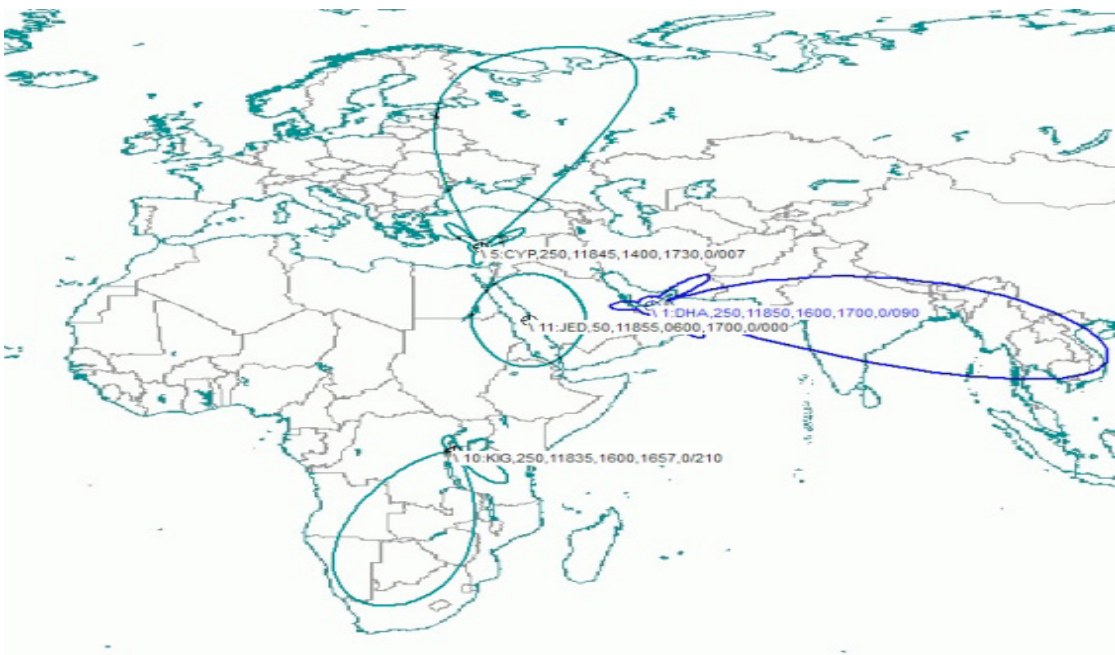 \ 5:CYP,250,11845,1400,1730,0/007
\ 1:DHA,250,11850,1600,1700,0/090
\ 11:JED,50,11855,0600,1700,0/000
\ 10:KIG,250,11835,1600,1657,0/210